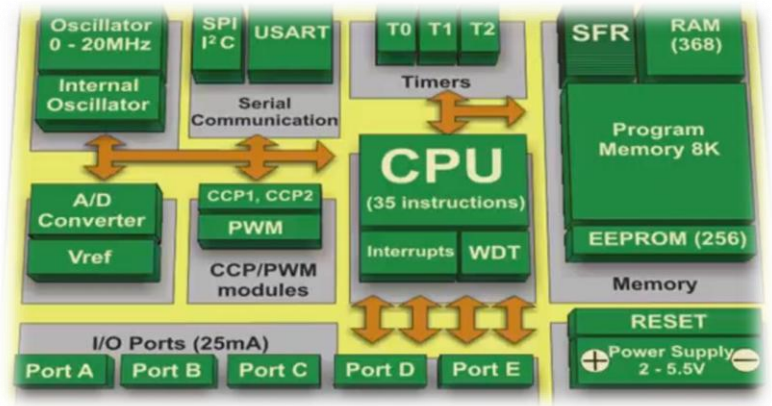 Oscillator
0 - 20MHz
Internal
Oscillator
SPI
I²C
USART
Serial
Communication
T0 T1 T2
Timers
SFR
RAM
(368)
Program
Memory 8K
EEPROM (256)
Memory
CPU
(35 instructions)
Interrupts
WDT
A/D
Converter
Vref
CCP1, CCP2
PWM
CCP/PWM
modules
I/O Ports (25mA)
Port A Port B Port C Port D Port E
RESET
+ Power Supply −
2 - 5.5V